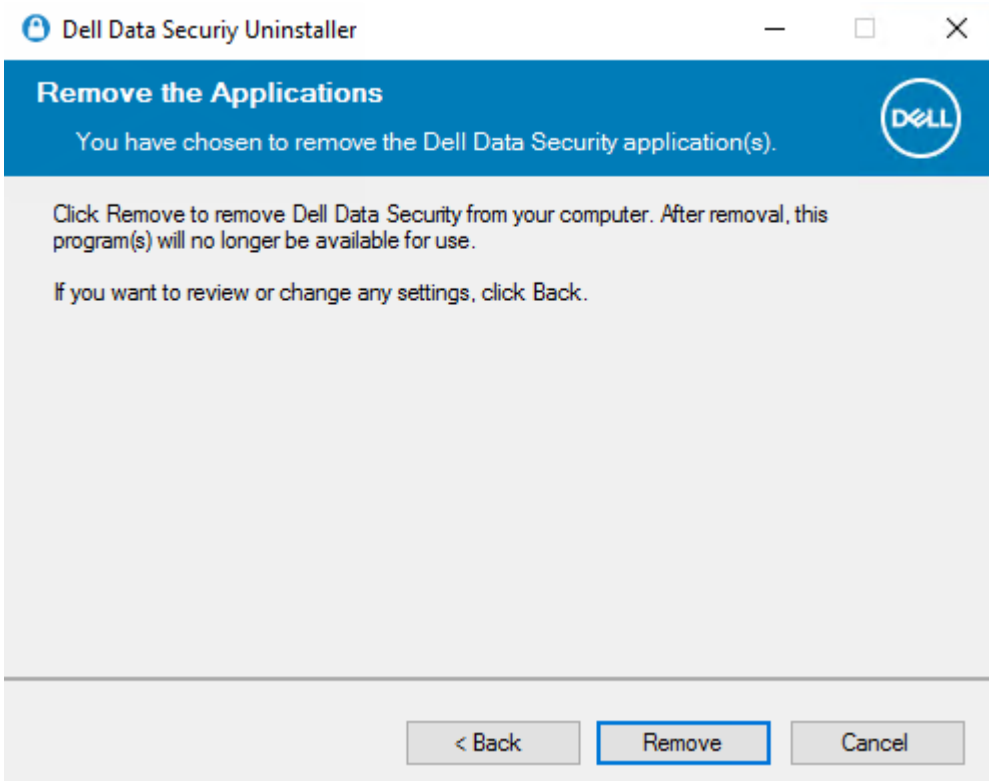 Dell Data Securiy Uninstaller
Remove the Applications
You have chosen to remove the Dell Data Security application(s).
DELL
Click Remove to remove Dell Data Security from your computer. After removal, this
program(s) will no longer be available for use.
If you want to review or change any settings, click Back.
< Back
Remove
Cancel